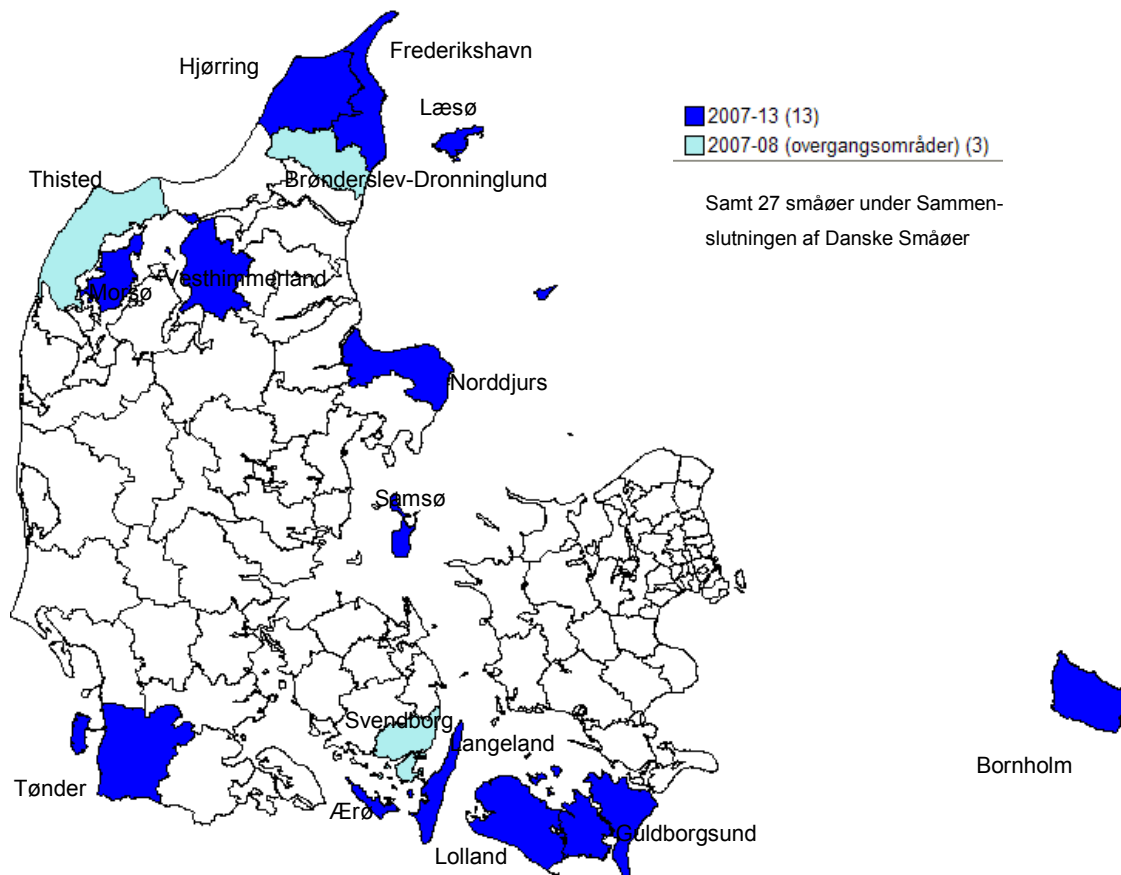 Frederikshavn
Hjørring
Læsø
2007-13 (13)
2007-08 (overgangsområder) (3)
Thisted
Brønderslev-Dronninglund
Samt 27 småøer under Sammen-
slutningen af Danske Småøer
Vesthimmerland
Morsø
Norddjurs
Samsø
Svendborg
Langeland
Bornholm
Tønder
Ærø
Guldborgsund
Lolland